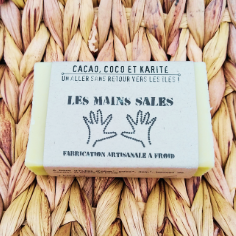 CACAO, COCO ET KARITÉ
UN ALLER SANS RETOUR VERS LES ÎLES !
LES MAINS SALES
FABRICATION ARTISANALE A FROID